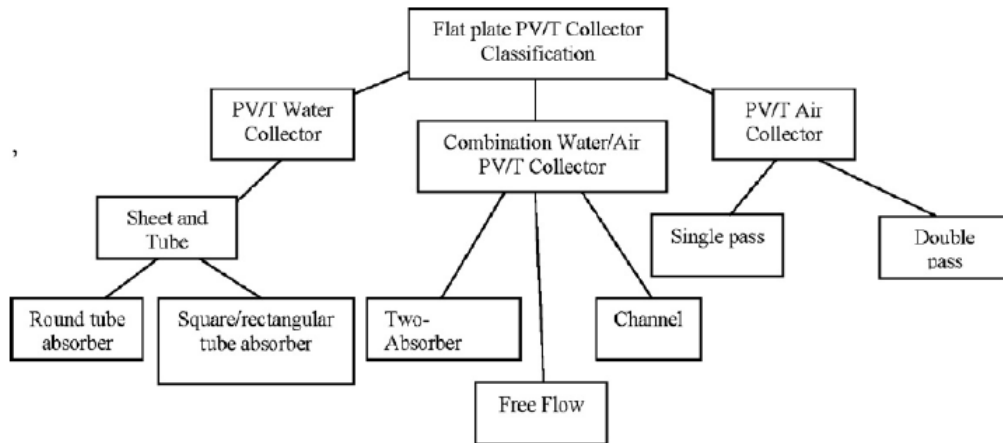 Flat plate PV/T Collector
Classification
PV/T Water
Collector
Combination Water/Air
PV/T Collector
PV/T Air
Collector
,
Sheet and
Tube
Single pass
Double
pass
Round tube
absorber
Square/rectangular
tube absorber
Two-
Absorber
Channel
Free Flow